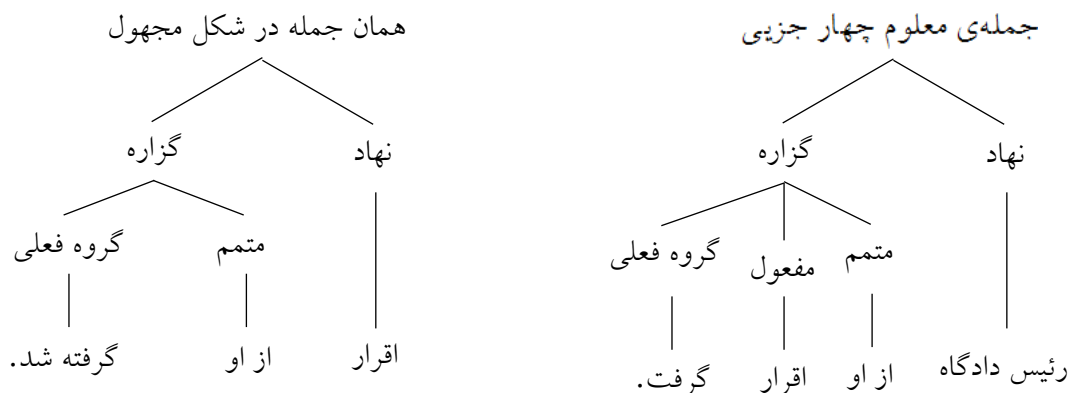 جمله‌ی معلوم چهار جزیی
همان جمله در شکل مجهول
نهاد
گزاره
نهاد
گزاره
متمم
مفعول
گروه فعلی
متمم
گروه فعلی
رئیس دادگاه
از او
اقرار
گرفت.
اقرار
از او
گرفته شد.